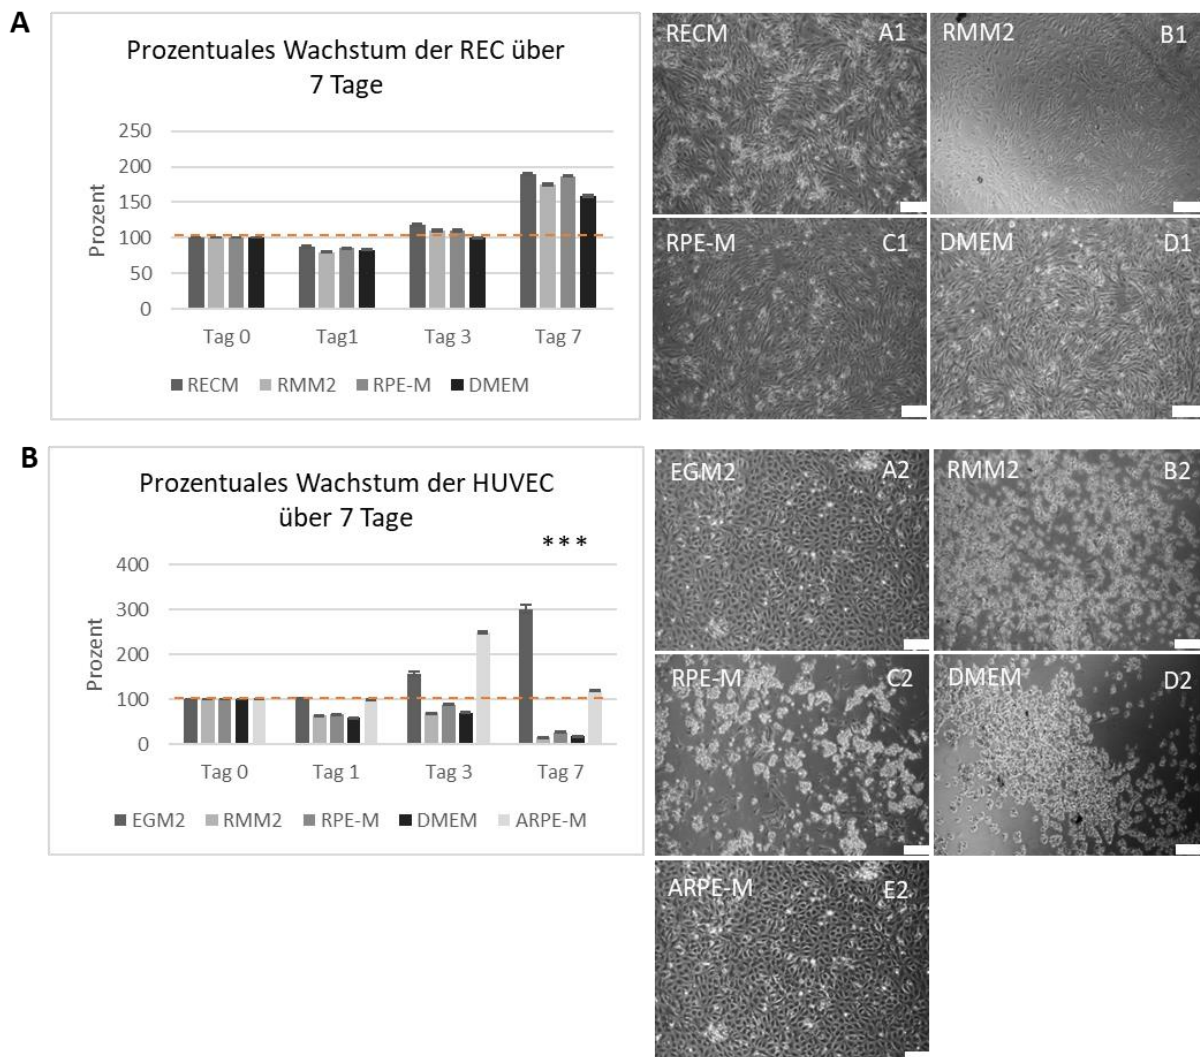 A
Prozentuales Wachstum der REC über
7 Tage
Prozent
250
200
150
100
50
0
Tag 0 Tag1 Tag 3 Tag 7
RECM RMM2 RPE-M DMEM
RECM A1
RMM2 B1
RPE-M C1
DMEM D1
B
Prozentuales Wachstum der HUVEC
über 7 Tage
***
Prozent
400
300
200
100
0
Tag 0 Tag 1 Tag 3 Tag 7
EGM2 RMM2 RPE-M DMEM ARPE-M
EGM2 A2
RMM2 B2
RPE-M C2
DMEM D2
ARPE-M E2